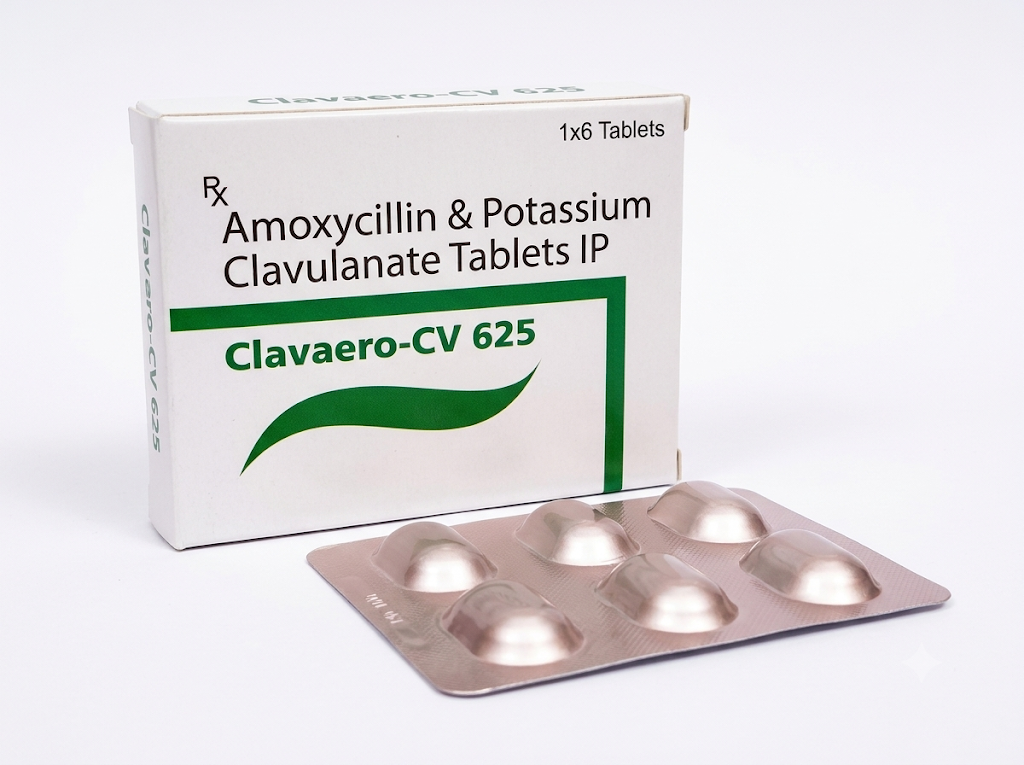 Clavaero-CV 625
1x6 Tablets
Rx
Amoxycillin & Potassium
Clavulanate Tablets IP
Clavaero-CV 625
Clavaero-CV 625